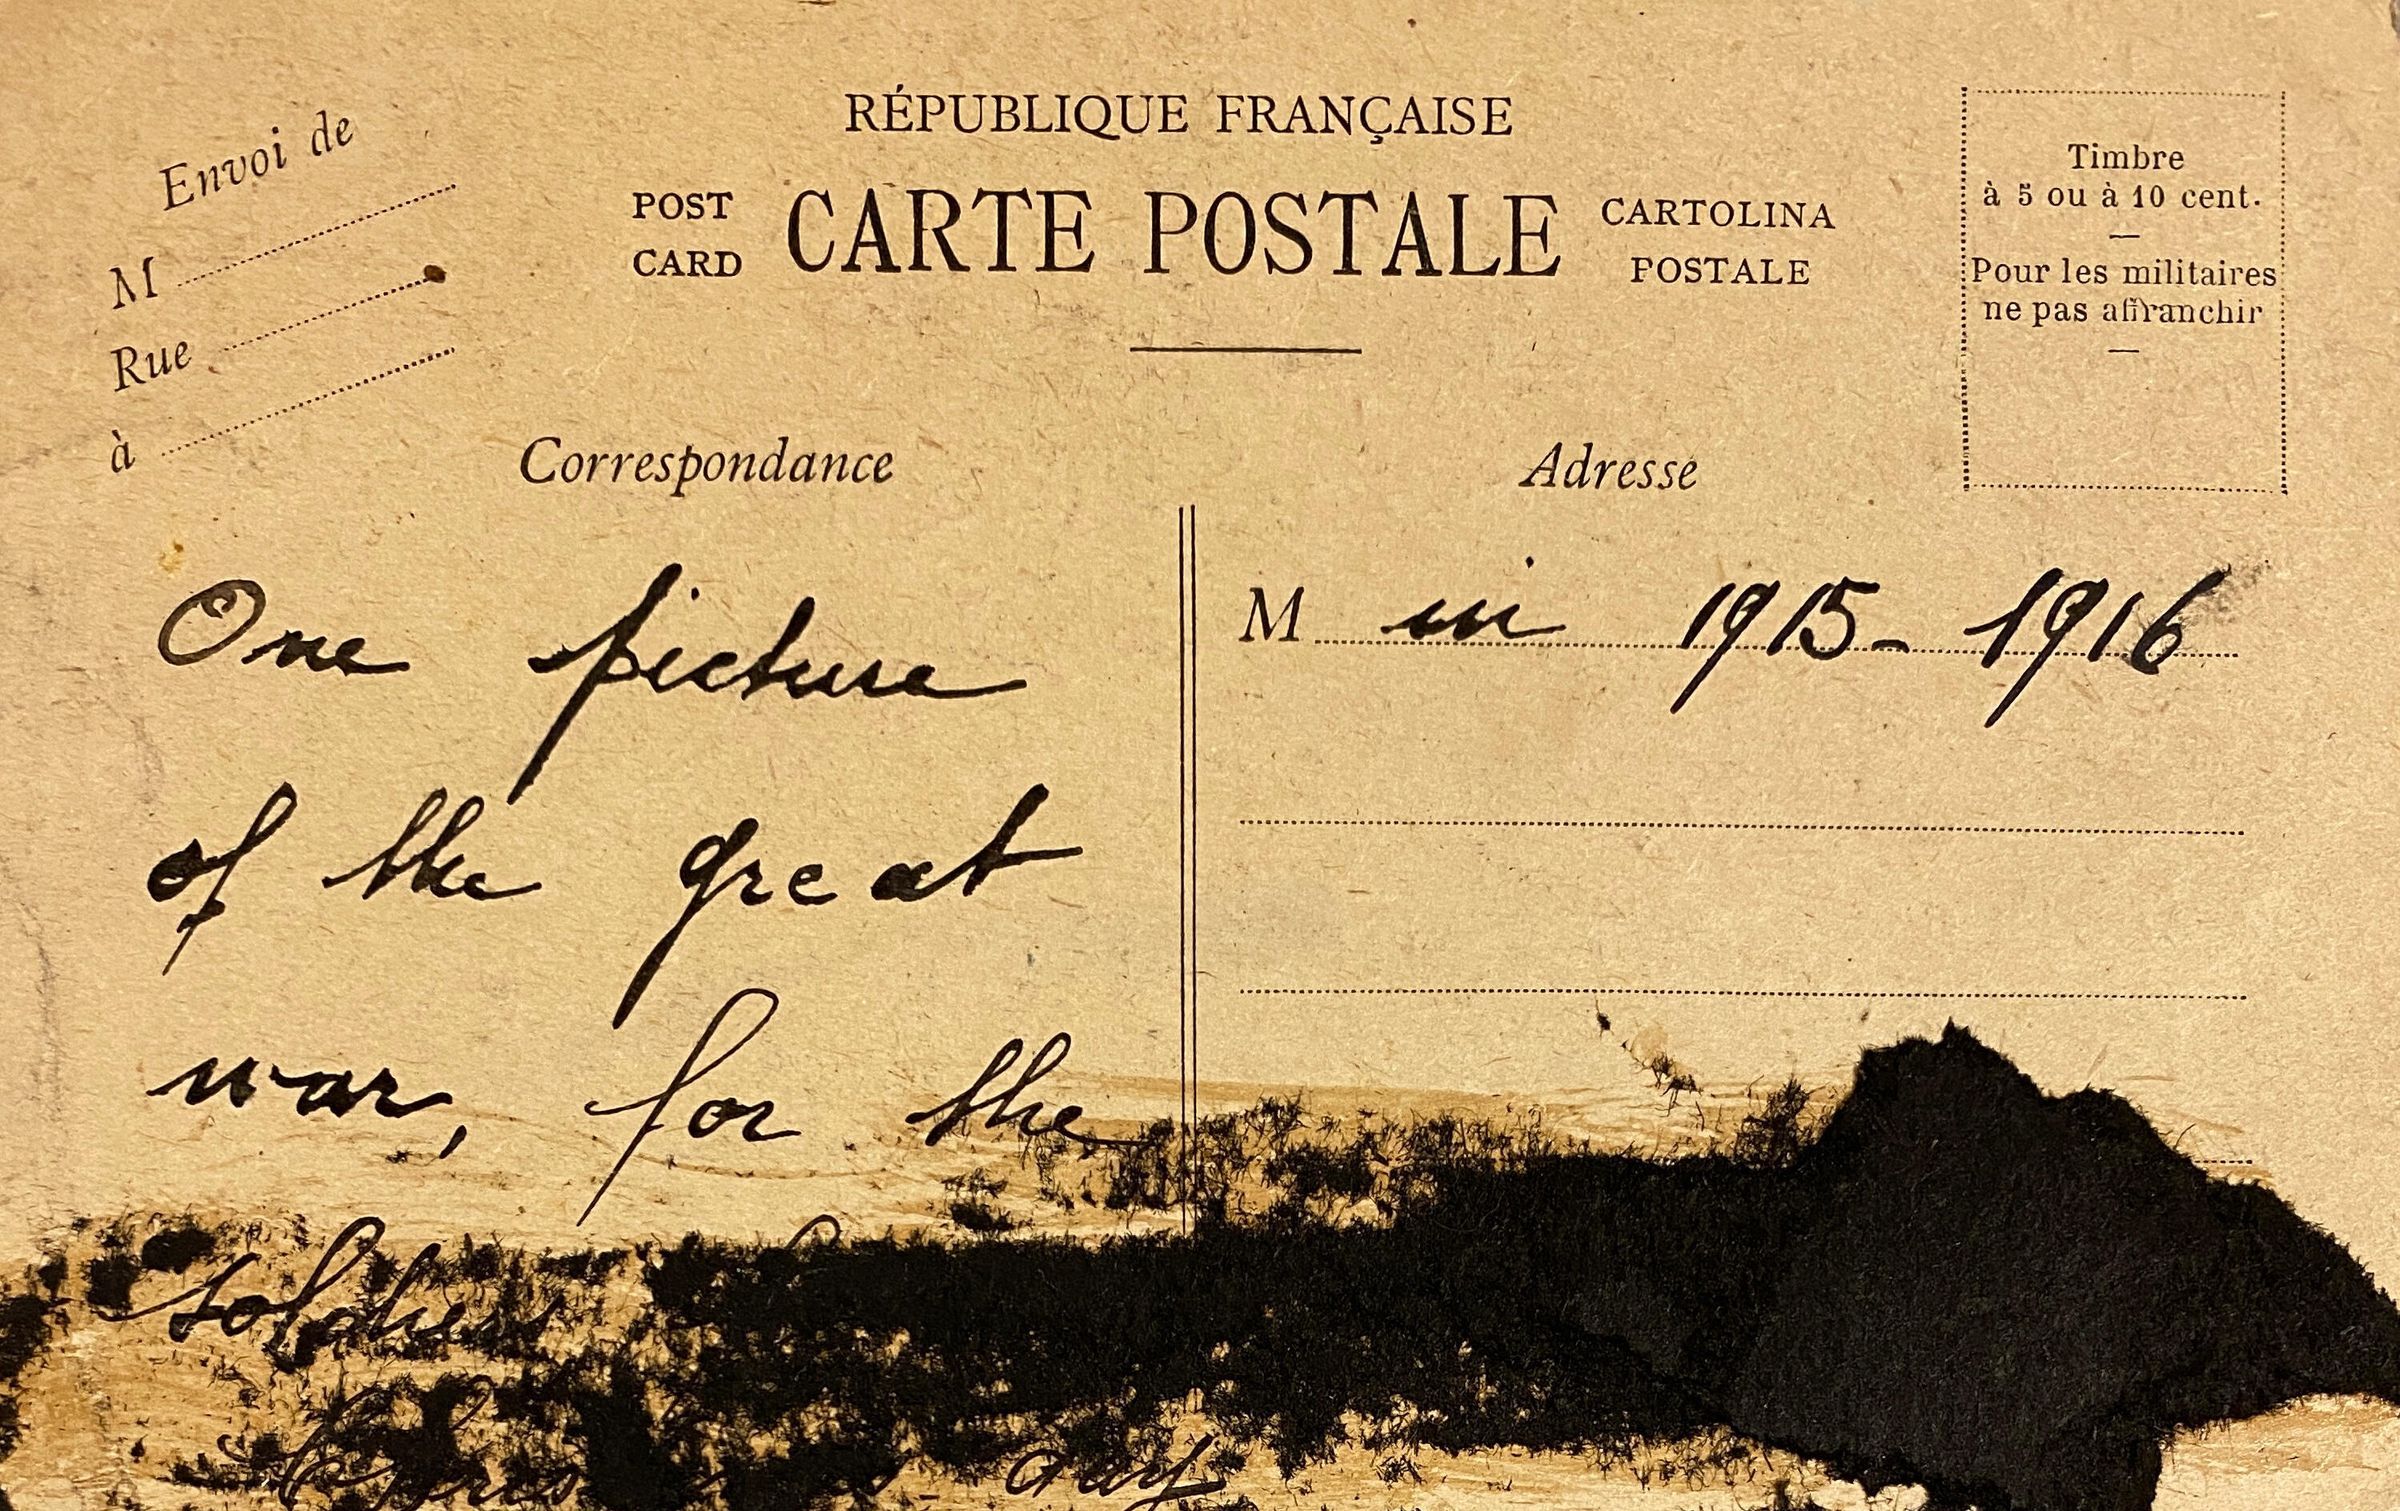 RÉPUBLIQUE FRANÇAISE
POST CARD
CARTE POSTALE
CARTOLINA POSTALE
Envoi de
M
Rue
à
Timbre
à 5 ou à 10 cent.
Pour les militaires
ne pas affranchir
Correspondance
One picture
of the great
war, for the
soldiers
Adresse
M in 1915-1916